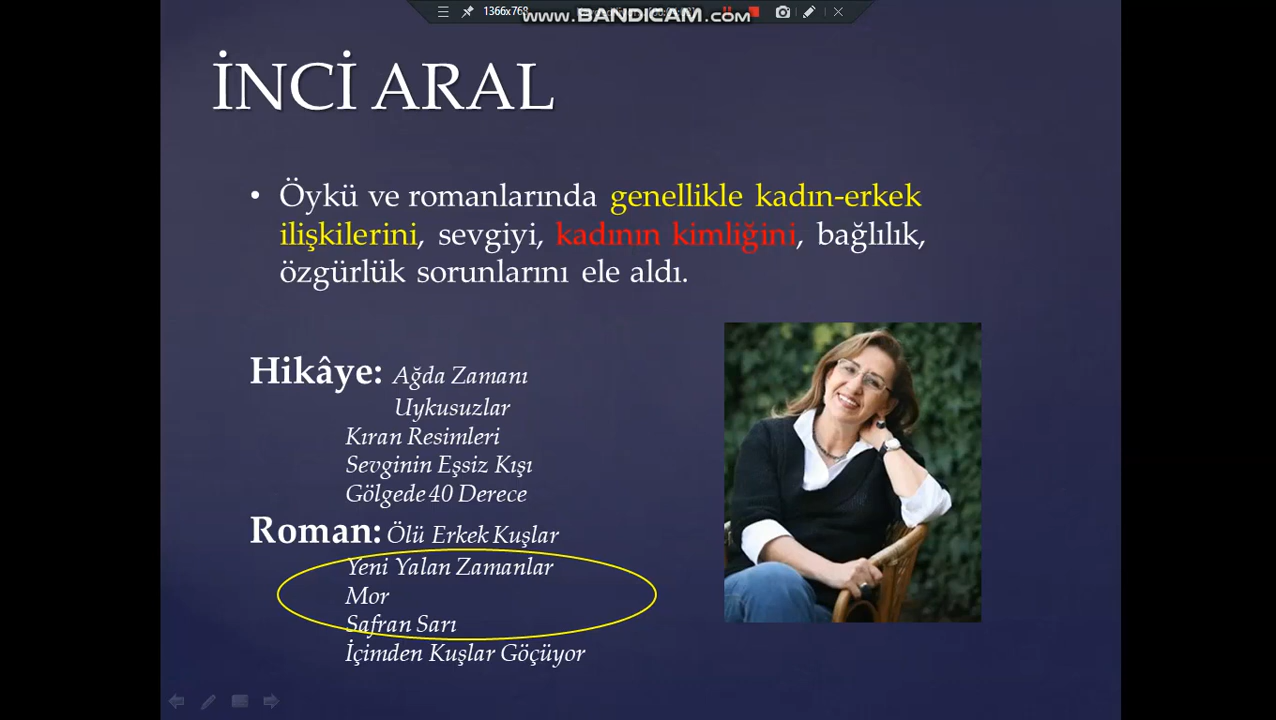 1366x768
www.BANDICAM.com
İNCİ ARAL
• Öykü ve romanlarında genellikle kadın-erkek
ilişkilerini, sevgiyi, kadının kimliğini, bağlılık,
özgürlük sorunlarını ele aldı.
Hikâye: Ağda Zamanı
Uykusuzlar
Kıran Resimleri
Sevginin Eşsiz Kışı
Gölgede 40 Derece
Roman: Ölü Erkek Kuşlar
Yeni Yalan Zamanlar
Mor
Safran Sarı
İçimden Kuşlar Göçüyor